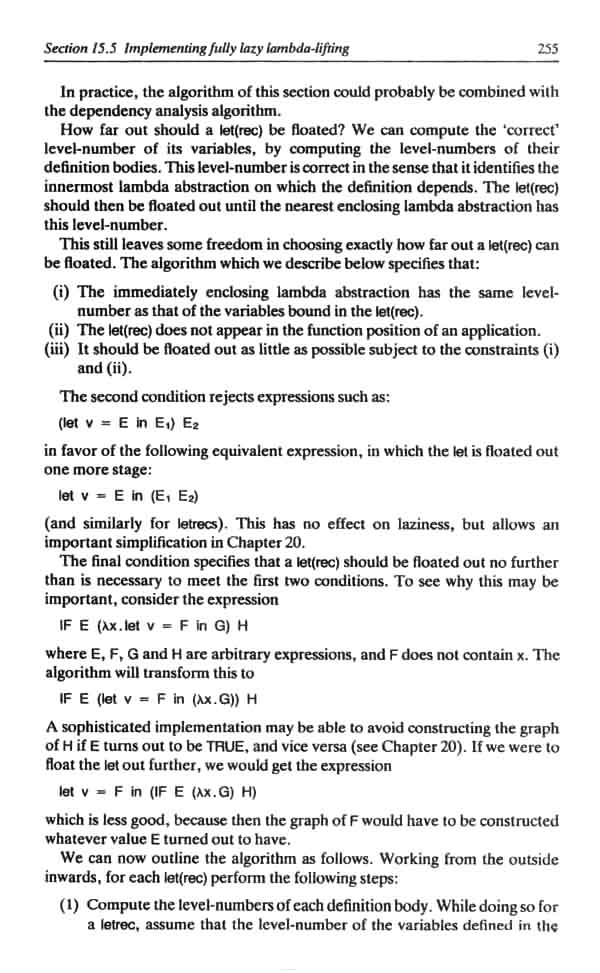 Section 15.5 Implementing fully lazy lambda-lifting 255
In practice, the algorithm of this section could probably be combined with
the dependency analysis algorithm.
How far out should a let(rec) be floated? We can compute the 'correct'
level-number of its variables, by computing the level-numbers of their
definition bodies. This level-number is correct in the sense that it identifies the
innermost lambda abstraction on which the definition depends. The let(rec)
should then be floated out until the nearest enclosing lambda abstraction has
this level-number.
This still leaves some freedom in choosing exactly how far out a let(rec) can
be floated. The algorithm which we describe below specifies that:
(i) The immediately enclosing lambda abstraction has the same level-
number as that of the variables bound in the let(rec).
(ii) The let(rec) does not appear in the function position of an application.
(iii) It should be floated out as little as possible subject to the constraints (i)
and (ii).
The second condition rejects expressions such as:
(let v = E in E₁) E₂
in favor of the following equivalent expression, in which the let is floated out
one more stage:
let v = E in (E₁ E₂)
(and similarly for letrecs). This has no effect on laziness, but allows an
important simplification in Chapter 20.
The final condition specifies that a let(rec) should be floated out no further
than is necessary to meet the first two conditions. To see why this may be
important, consider the expression
IF E (λx.let v = F in G) H
where E, F, G and H are arbitrary expressions, and F does not contain x. The
algorithm will transform this to
IF E (let v = F in (λx.G)) H
A sophisticated implementation may be able to avoid constructing the graph
of H if E turns out to be TRUE, and vice versa (see Chapter 20). If we were to
float the let out further, we would get the expression
let v = F in (IF E (λx.G) H)
which is less good, because then the graph of F would have to be constructed
whatever value E turned out to have.
We can now outline the algorithm as follows. Working from the outside
inwards, for each let(rec) perform the following steps:
(1) Compute the level-numbers of each definition body. While doing so for
a letrec, assume that the level-number of the variables defined in the